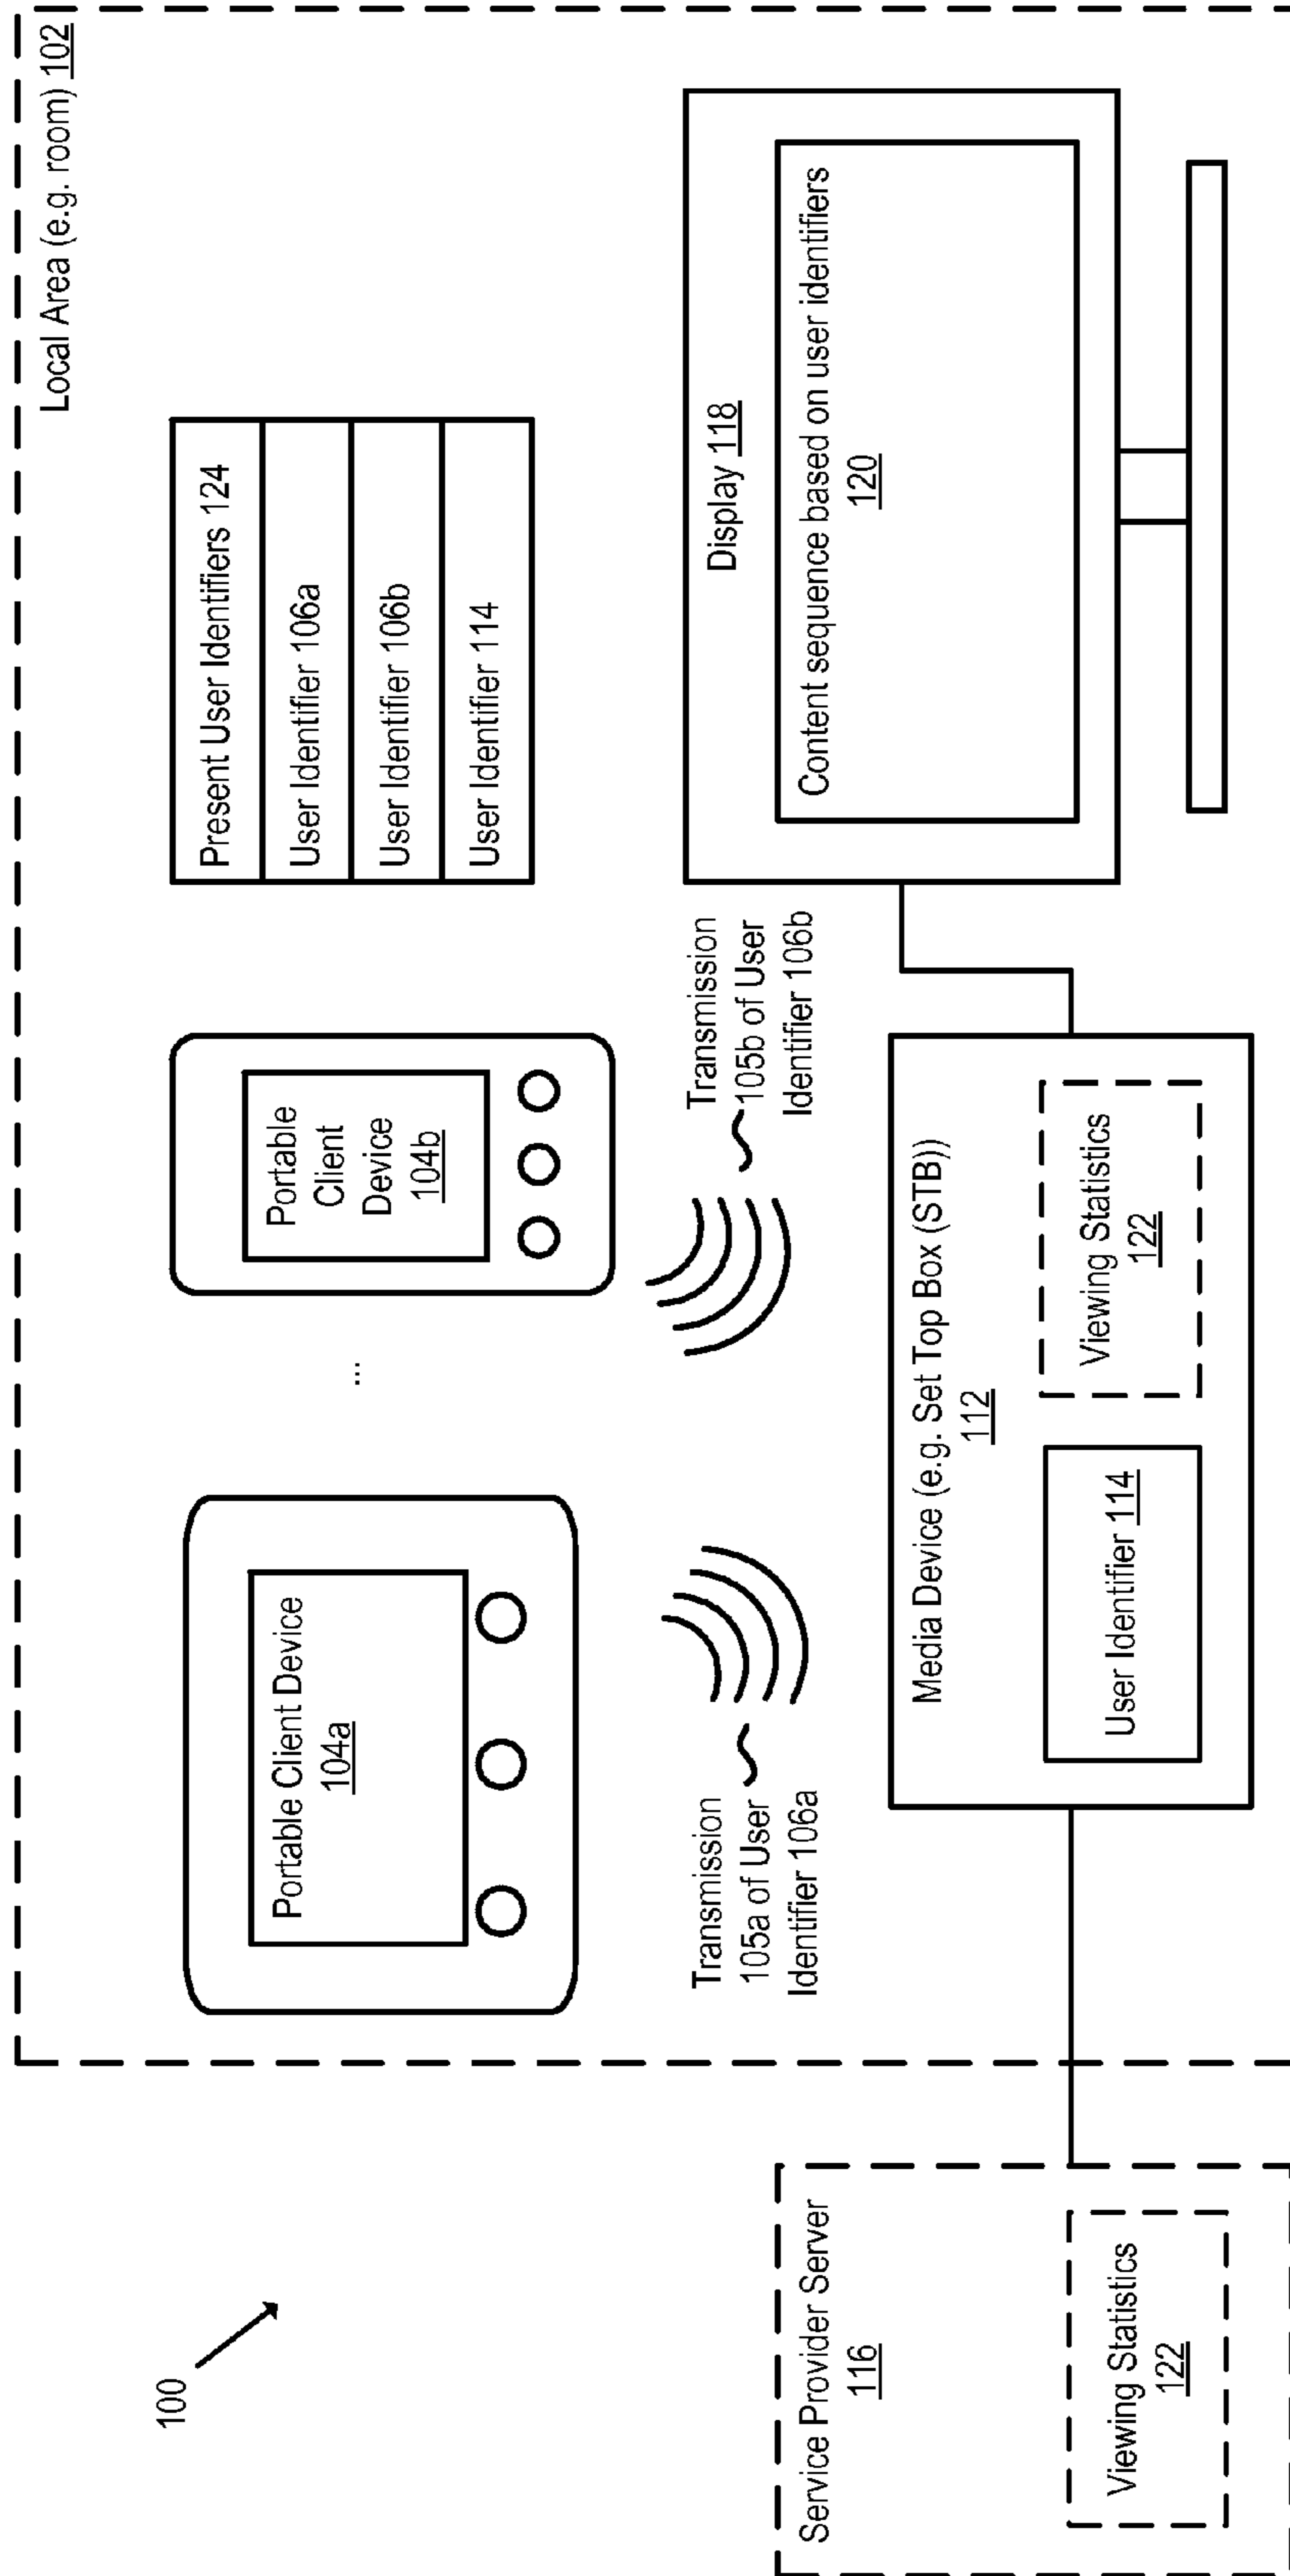 100
Local Area (e.g. room) 102
Portable Client Device
104a
...
Portable
Client
Device
104b
Present User Identifiers 124
User Identifier 106a
User Identifier 106b
User Identifier 114
Transmission
105a of User
Identifier 106a
Transmission
105b of User
Identifier 106b
Display 118
Content sequence based on user identifiers
120
Service Provider Server
116
Viewing Statistics
122
Media Device (e.g. Set Top Box (STB))
112
User Identifier 114
Viewing Statistics
122